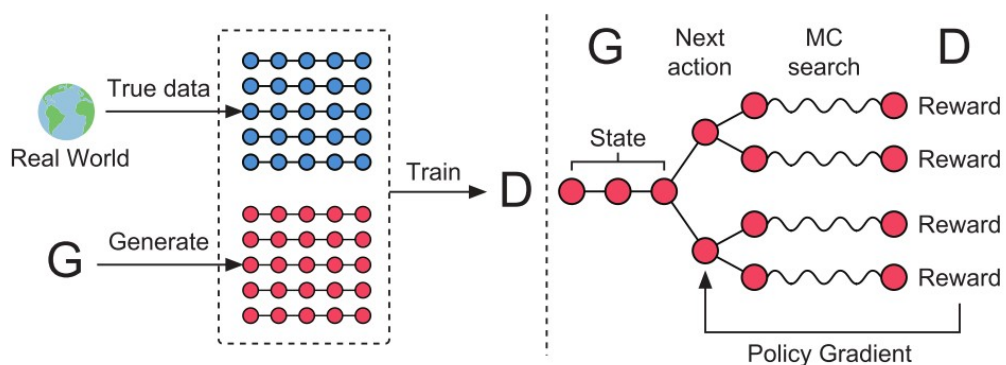 True data
Real World
G
Generate
Train
D
G
Next
action
MC
search
D
State
Reward
Reward
Reward
Reward
Policy Gradient